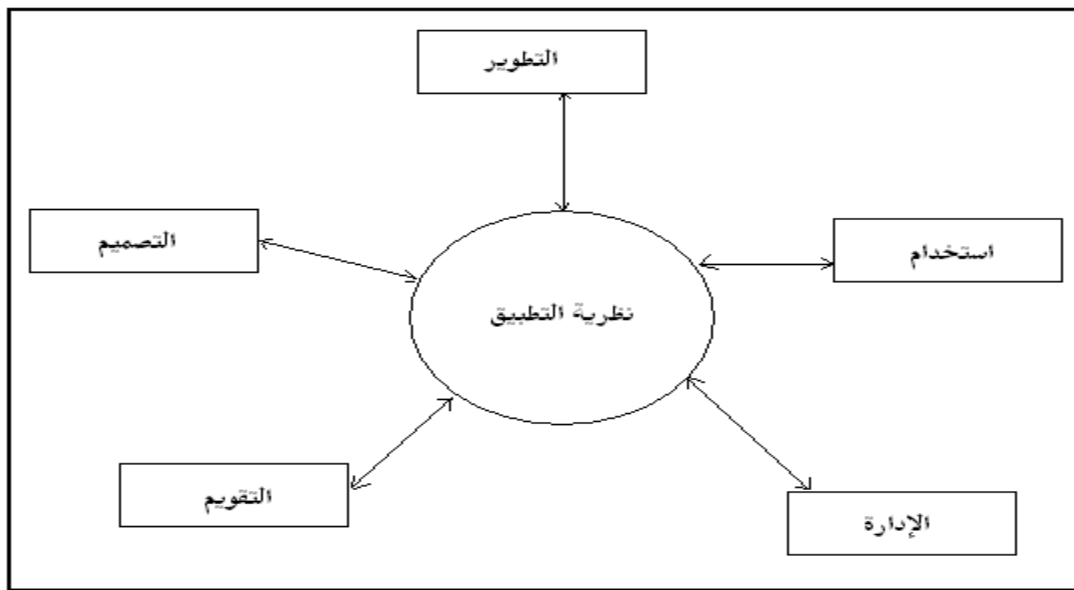 التطوير
التصميم
استخدام
نظرية التطبيق
التقويم
الإدارة